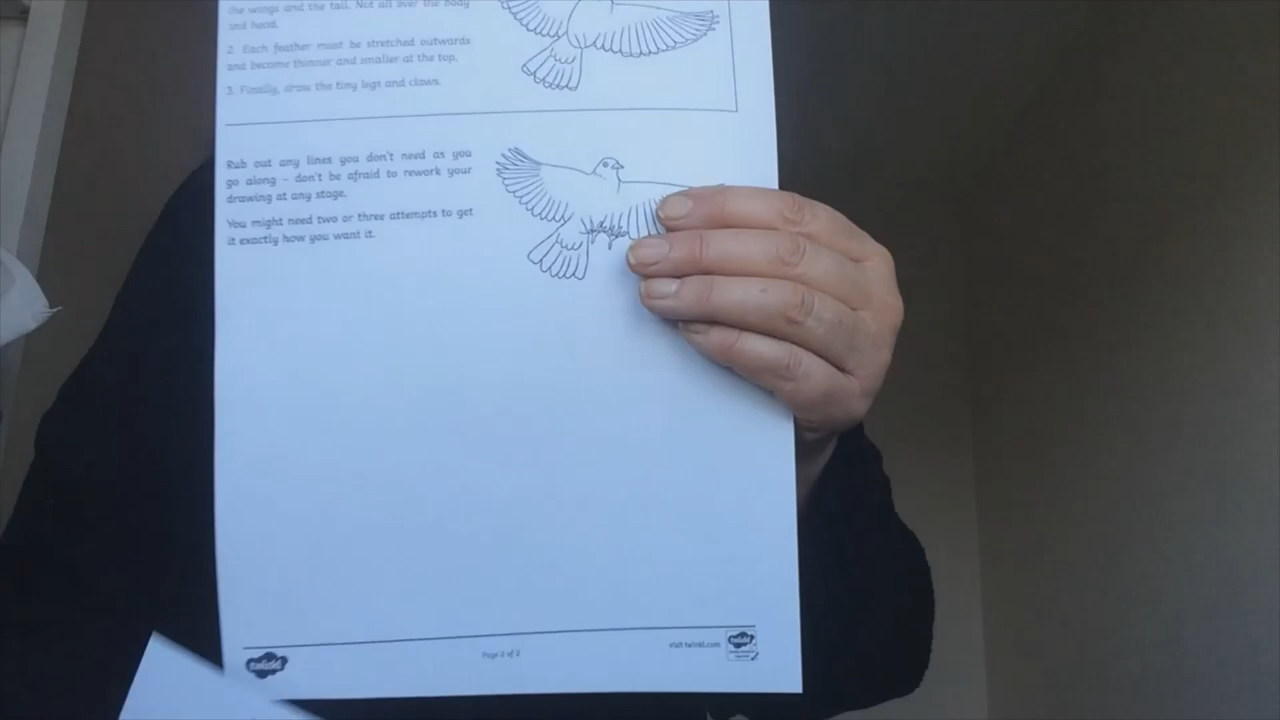 the wings and the tail. Not all over the body
and head.
2. Each feather must be stretched outwards
and become thinner and smaller at the top.
3. Finally, draw the tiny legs and claws.
Rub out any lines you don't need as you
go along – don't be afraid to rework your
drawing at any stage.
You might need two or three attempts to get
it exactly how you want it.
twinkl
Page 2 of 2
visit twinkl.com
twinkl